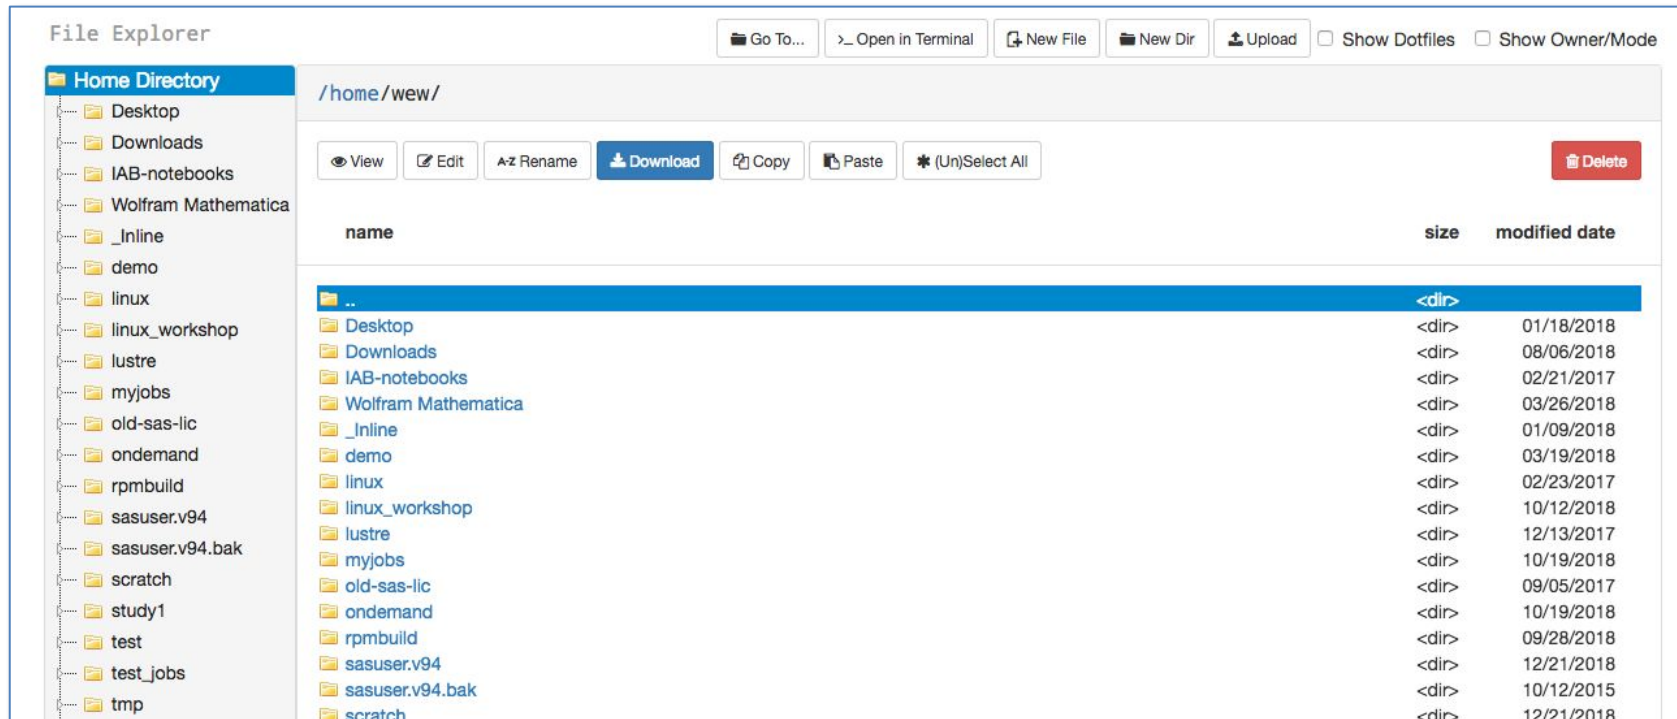 File Explorer
Go To... >_ Open in Terminal New File New Dir Upload Show Dotfiles Show Owner/Mode
Home Directory
Desktop
Downloads
IAB-notebooks
Wolfram Mathematica
_Inline
demo
linux
linux_workshop
lustre
myjobs
old-sas-lic
ondemand
rpmbuild
sasuser.v94
sasuser.v94.bak
scratch
study1
test
test_jobs
tmp
/home/wew/
View Edit A-Z Rename Download Copy Paste (Un)Select All Delete
name size modified date
.. <dir>
Desktop <dir> 01/18/2018
Downloads <dir> 08/06/2018
IAB-notebooks <dir> 02/21/2017
Wolfram Mathematica <dir> 03/26/2018
_Inline <dir> 01/09/2018
demo <dir> 03/19/2018
linux <dir> 02/23/2017
linux_workshop <dir> 10/12/2018
lustre <dir> 12/13/2017
myjobs <dir> 10/19/2018
old-sas-lic <dir> 09/05/2017
ondemand <dir> 10/19/2018
rpmbuild <dir> 09/28/2018
sasuser.v94 <dir> 12/21/2018
sasuser.v94.bak <dir> 10/12/2015
scratch <dir> 12/21/2018